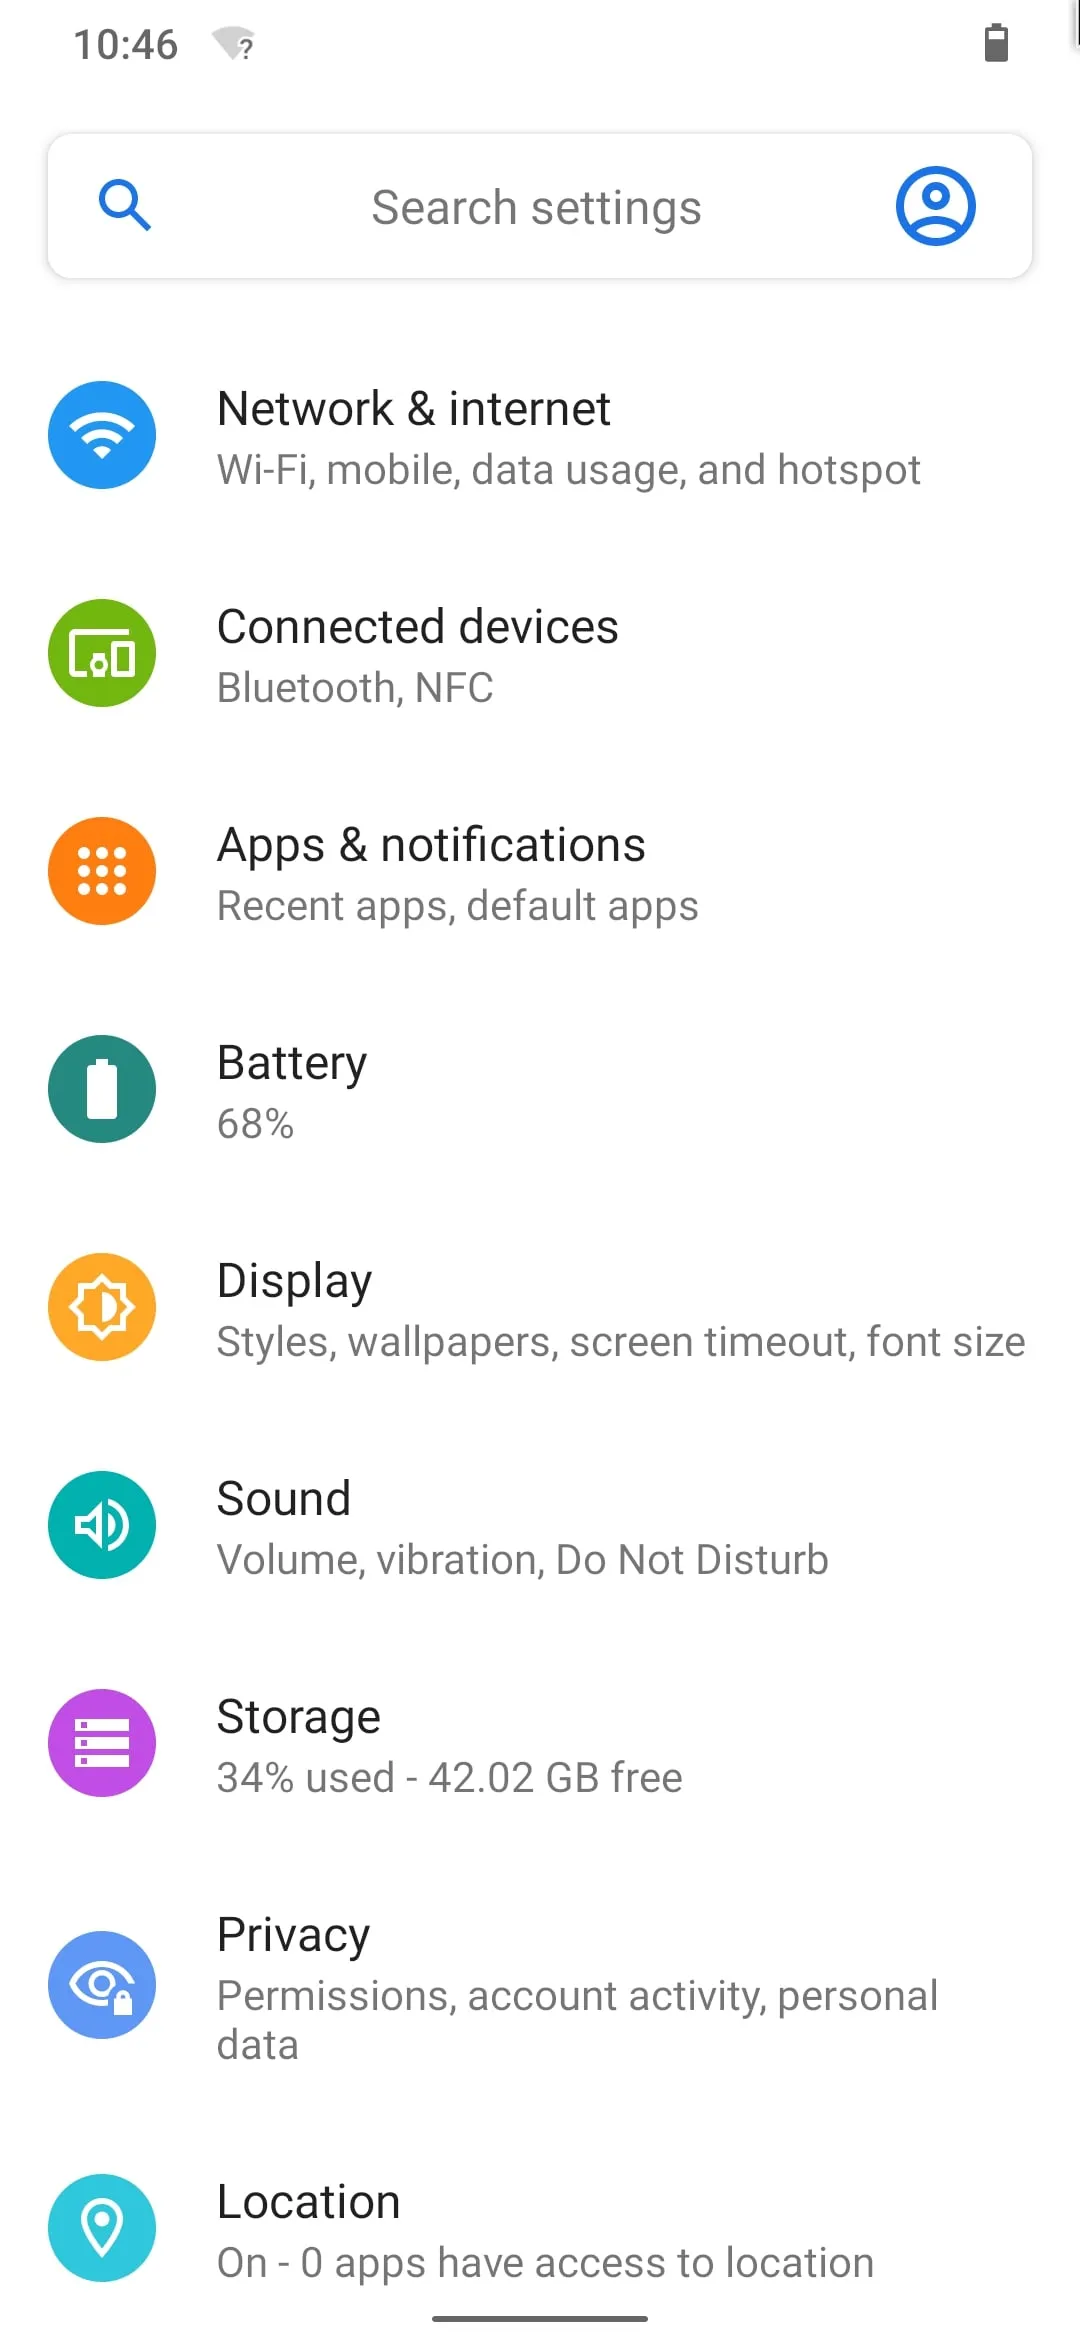 10:46
Search settings
Network & internet
Wi-Fi, mobile, data usage, and hotspot
Connected devices
Bluetooth, NFC
Apps & notifications
Recent apps, default apps
Battery
68%
Display
Styles, wallpapers, screen timeout, font size
Sound
Volume, vibration, Do Not Disturb
Storage
34% used - 42.02 GB free
Privacy
Permissions, account activity, personal
data
Location
On - 0 apps have access to location